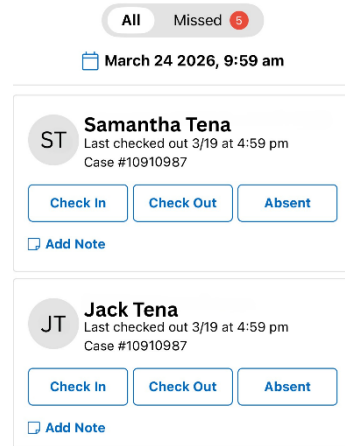 All Missed 5
March 24 2026, 9:59 am
ST Samantha Tena
Last checked out 3/19 at 4:59 pm
Case #10910987
Check In Check Out Absent
Add Note
JT Jack Tena
Last checked out 3/19 at 4:59 pm
Case #10910987
Check In Check Out Absent
Add Note